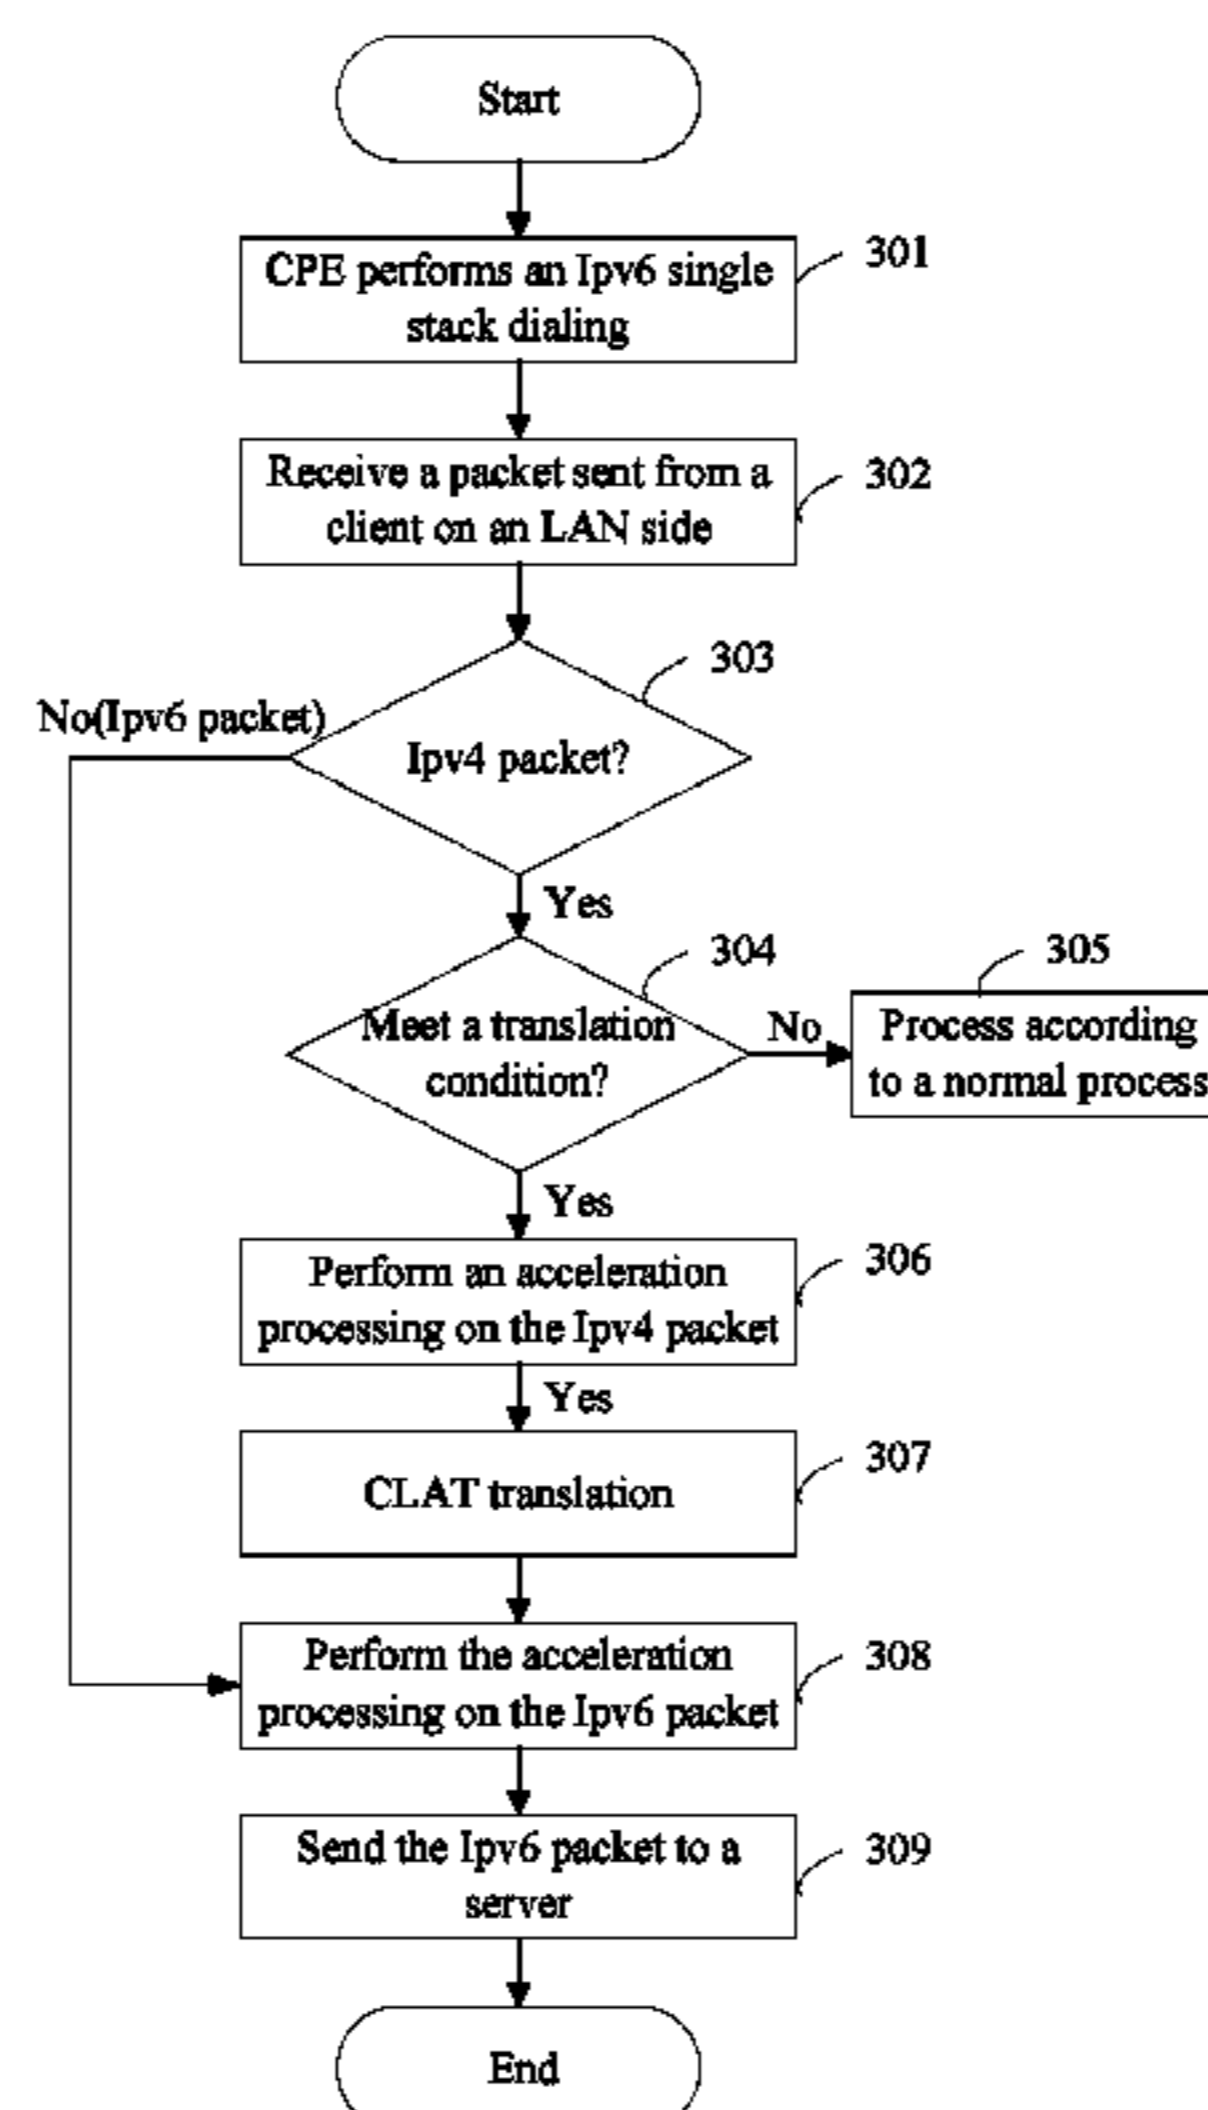 Start
CPE performs an Ipv6 single
stack dialing
301
Receive a packet sent from a
client on an LAN side
302
303
No(Ipv6 packet)
Ipv4 packet?
Yes
304
305
Meet a translation
condition?
No
Process according
to a normal process
Yes
Perform an acceleration
processing on the Ipv4 packet
306
Yes
CLAT translation
307
Perform the acceleration
processing on the Ipv6 packet
308
Send the Ipv6 packet to a
server
309
End